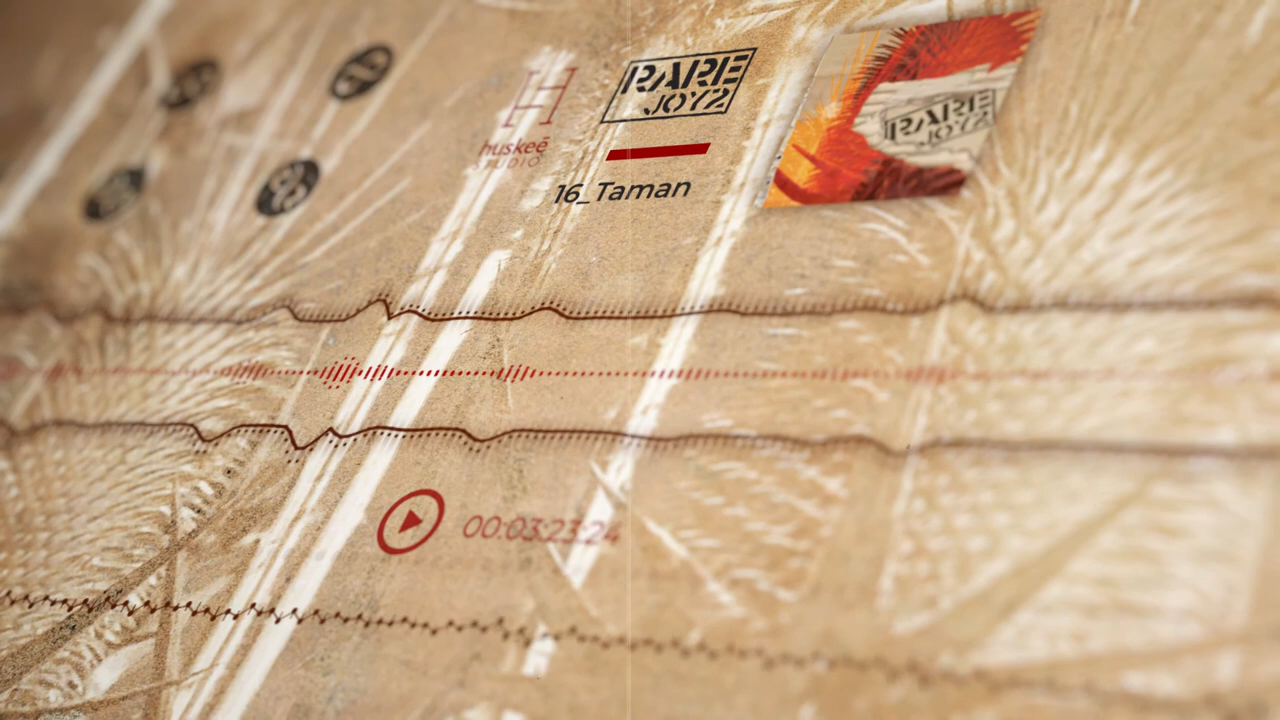 huskeē
STUDIO
RARE
JOYZ
16_Taman
RARE
JOYZ
00:03:23:24